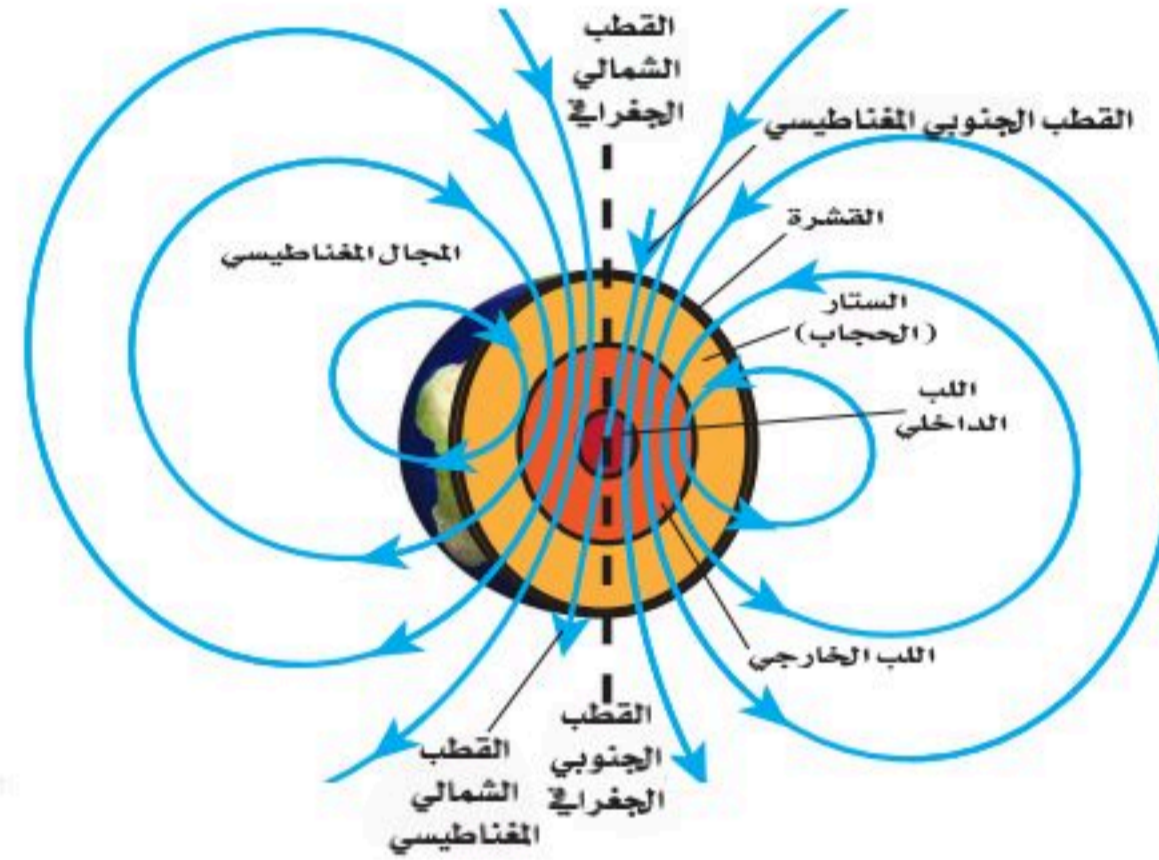 القطب
الشمالي
الجغرافي
القطب الجنوبي المغناطيسي
القشرة
المجال المغناطيسي
الستار
(الحجاب)
اللب
الداخلي
اللب الخارجي
القطب
الجنوبي
الجغرافي
القطب
الشمالي
المغناطيسي